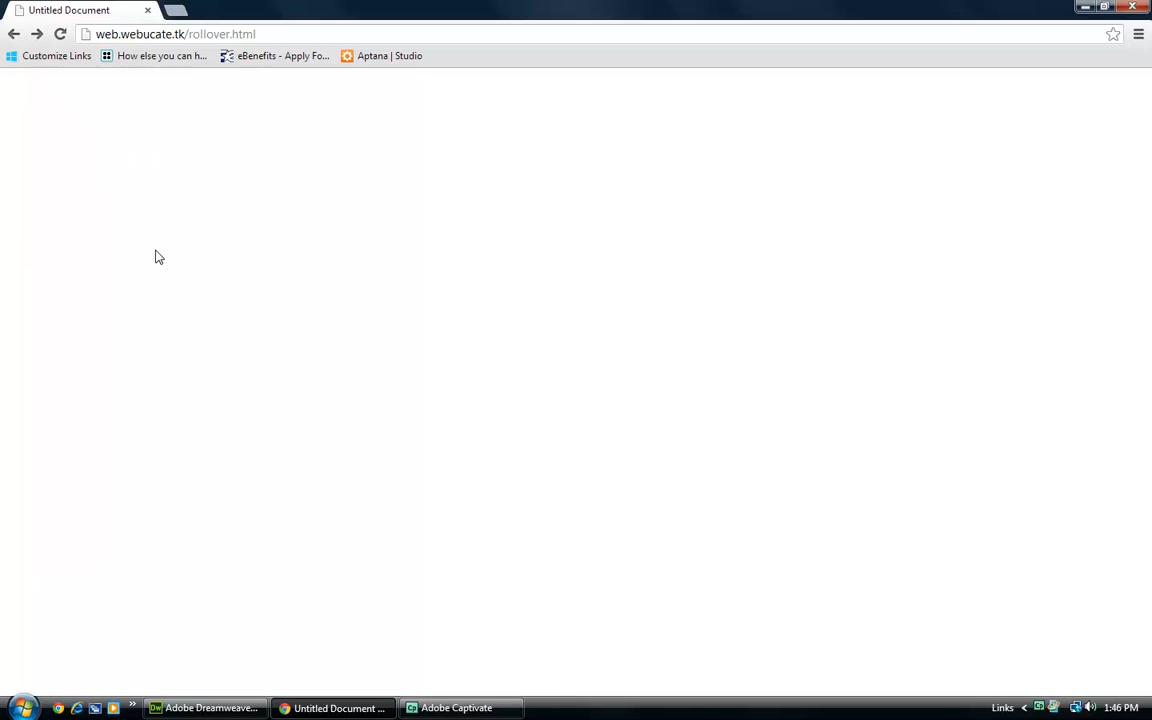 Untitled Document
web.webucate.tk/rollover.html
Customize Links How else you can h... eBenefits - Apply Fo... Aptana | Studio
Adobe Dreamweave... Untitled Document ... Adobe Captivate Links 1:46 PM